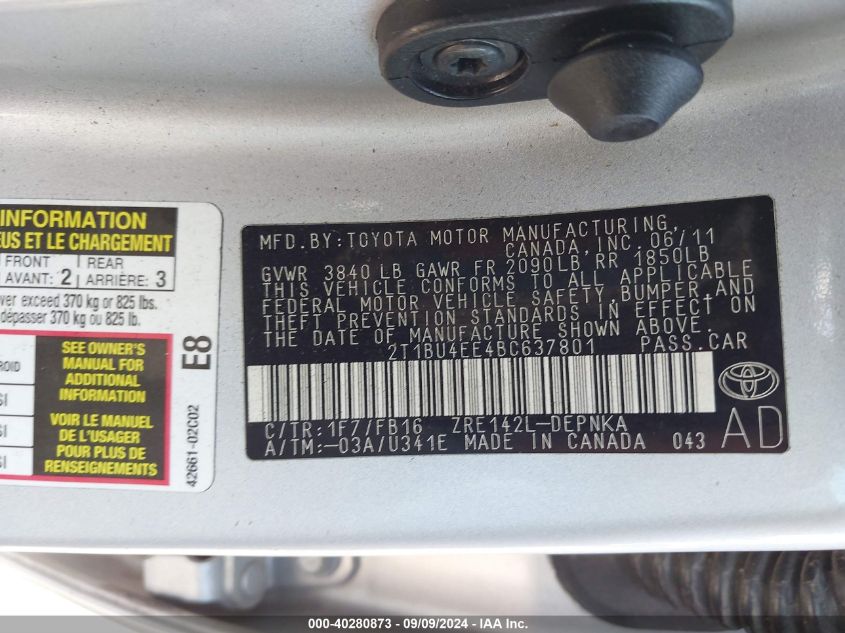 INFORMATION
EUS ET LE CHARGEMENT
FRONT REAR
AVANT: 2 ARRIÈRE: 3
ver exceed 370 kg or 825 lbs.
dépasser 370 kg ou 825 lb.
SEE OWNER'S
MANUAL FOR
ADDITIONAL
INFORMATION
VOIR LE MANUEL
DE L'USAGER
POUR PLUS DE
RENSEIGNEMENTS
ROID
SI
SI
SI
E8
42661-02C02
MFD.BY:TOYOTA MOTOR MANUFACTURING,
CANADA,INC. 06/11
GVWR 3840 LB GAWR FR 2090LB,RR 1850LB
THIS VEHICLE CONFORMS TO ALL APPLICABLE
FEDERAL MOTOR VEHICLE SAFETY,BUMPER,AND
THEFT PREVENTION STANDARDS IN EFFECT ON
THE DATE OF MANUFACTURE SHOWN ABOVE.
2T1BU4EE4BC637801 PASS.CAR
C/TR:1F7/FB16 ZRE142L-DEPNKA
A/TM:-03A/U341E MADE IN CANADA 043
AD
000-40280873 - 09/09/2024 - IAA Inc.